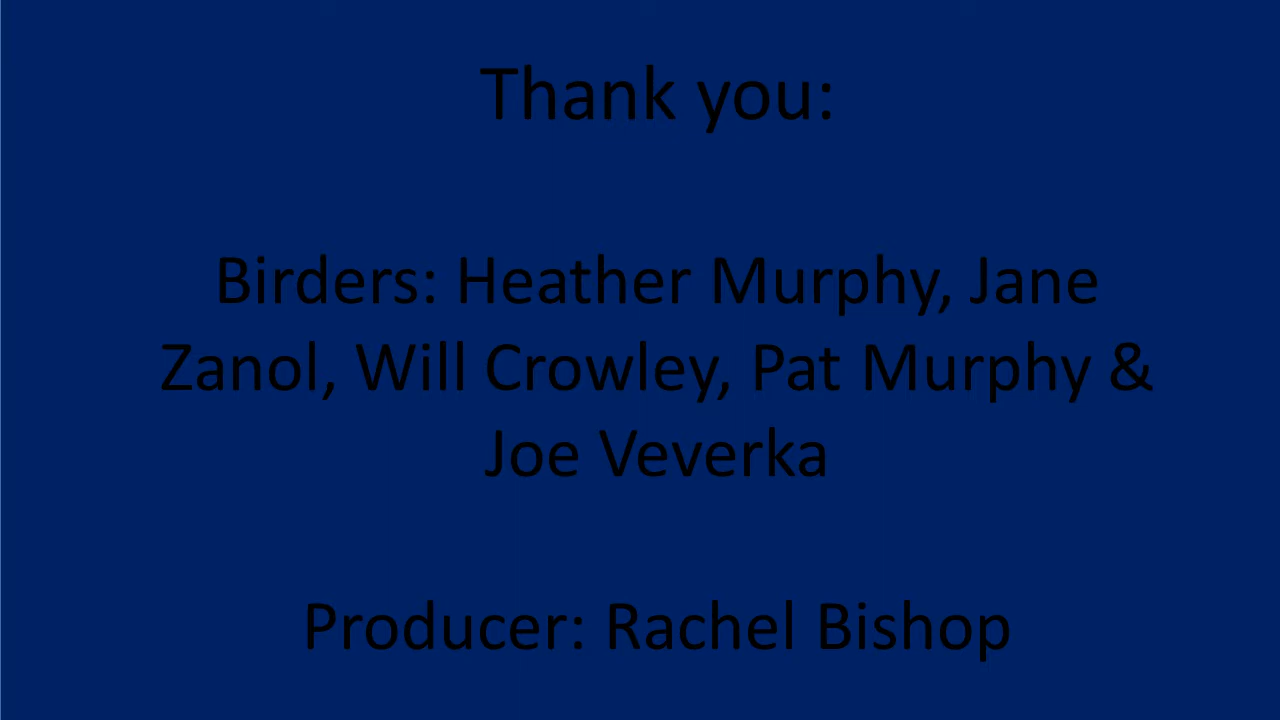 Thank you:
Birders: Heather Murphy, Jane
Zanol, Will Crowley, Pat Murphy &
Joe Veverka
Producer: Rachel Bishop